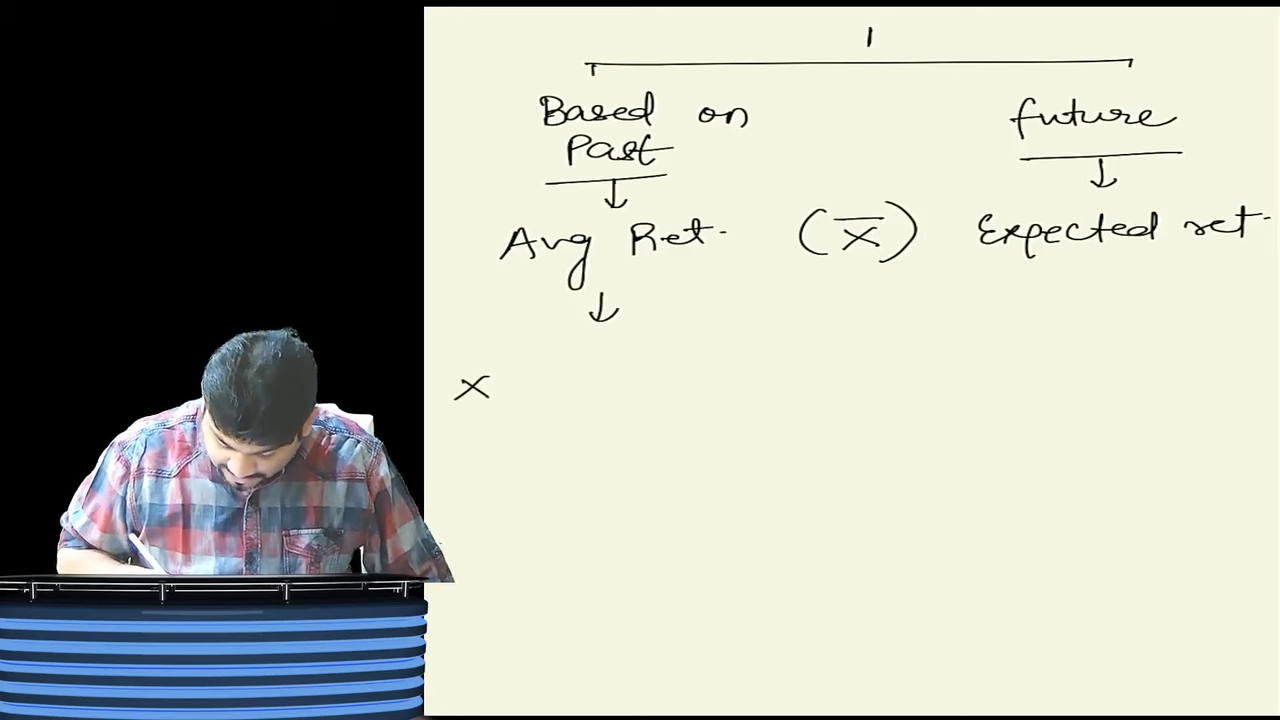 Based on future
Past
Avg Ret. (x̄) Expected ret.
x